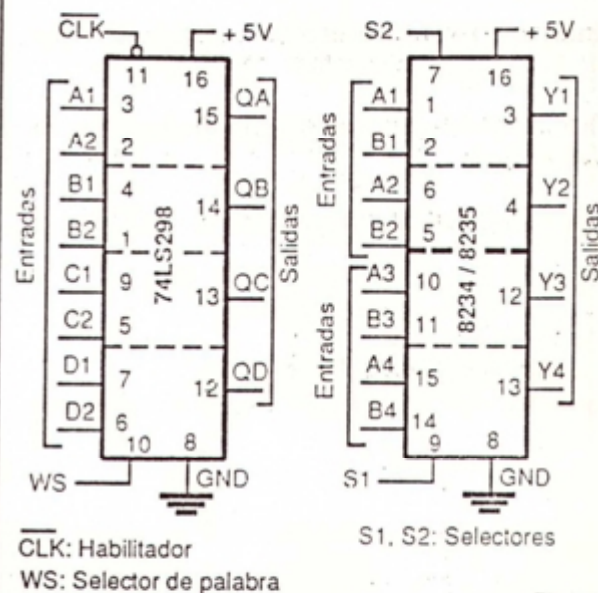 CLK
+ 5V
11
16
A1
3
15
QA
A2
2
B1
4
14
QB
B2
1
C1
9
13
QC
C2
5
D1
7
12
QD
D2
6
10
8
WS
GND
Entradas
74LS298
Salidas
CLK: Habilitador
WS: Selector de palabra
S2.
+ 5V
7
16
A1
1
3
Y1
B1
2
A2
6
4
Y2
B2
5
A3
10
12
Y3
B3
11
A4
15
13
Y4
B4
14
9
8
S1
GND
Entradas
Entradas
8234 / 8235
Salidas
S1, S2: Selectores